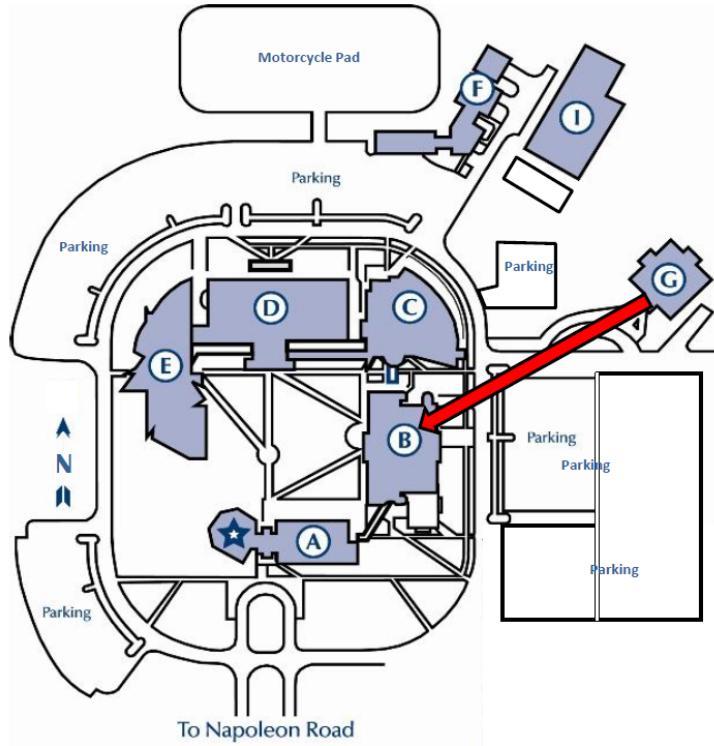 Motorcycle Pad
F
I
Parking
Parking
Parking
G
D
C
E
N
B
Parking
Parking
A
Parking
Parking
To Napoleon Road